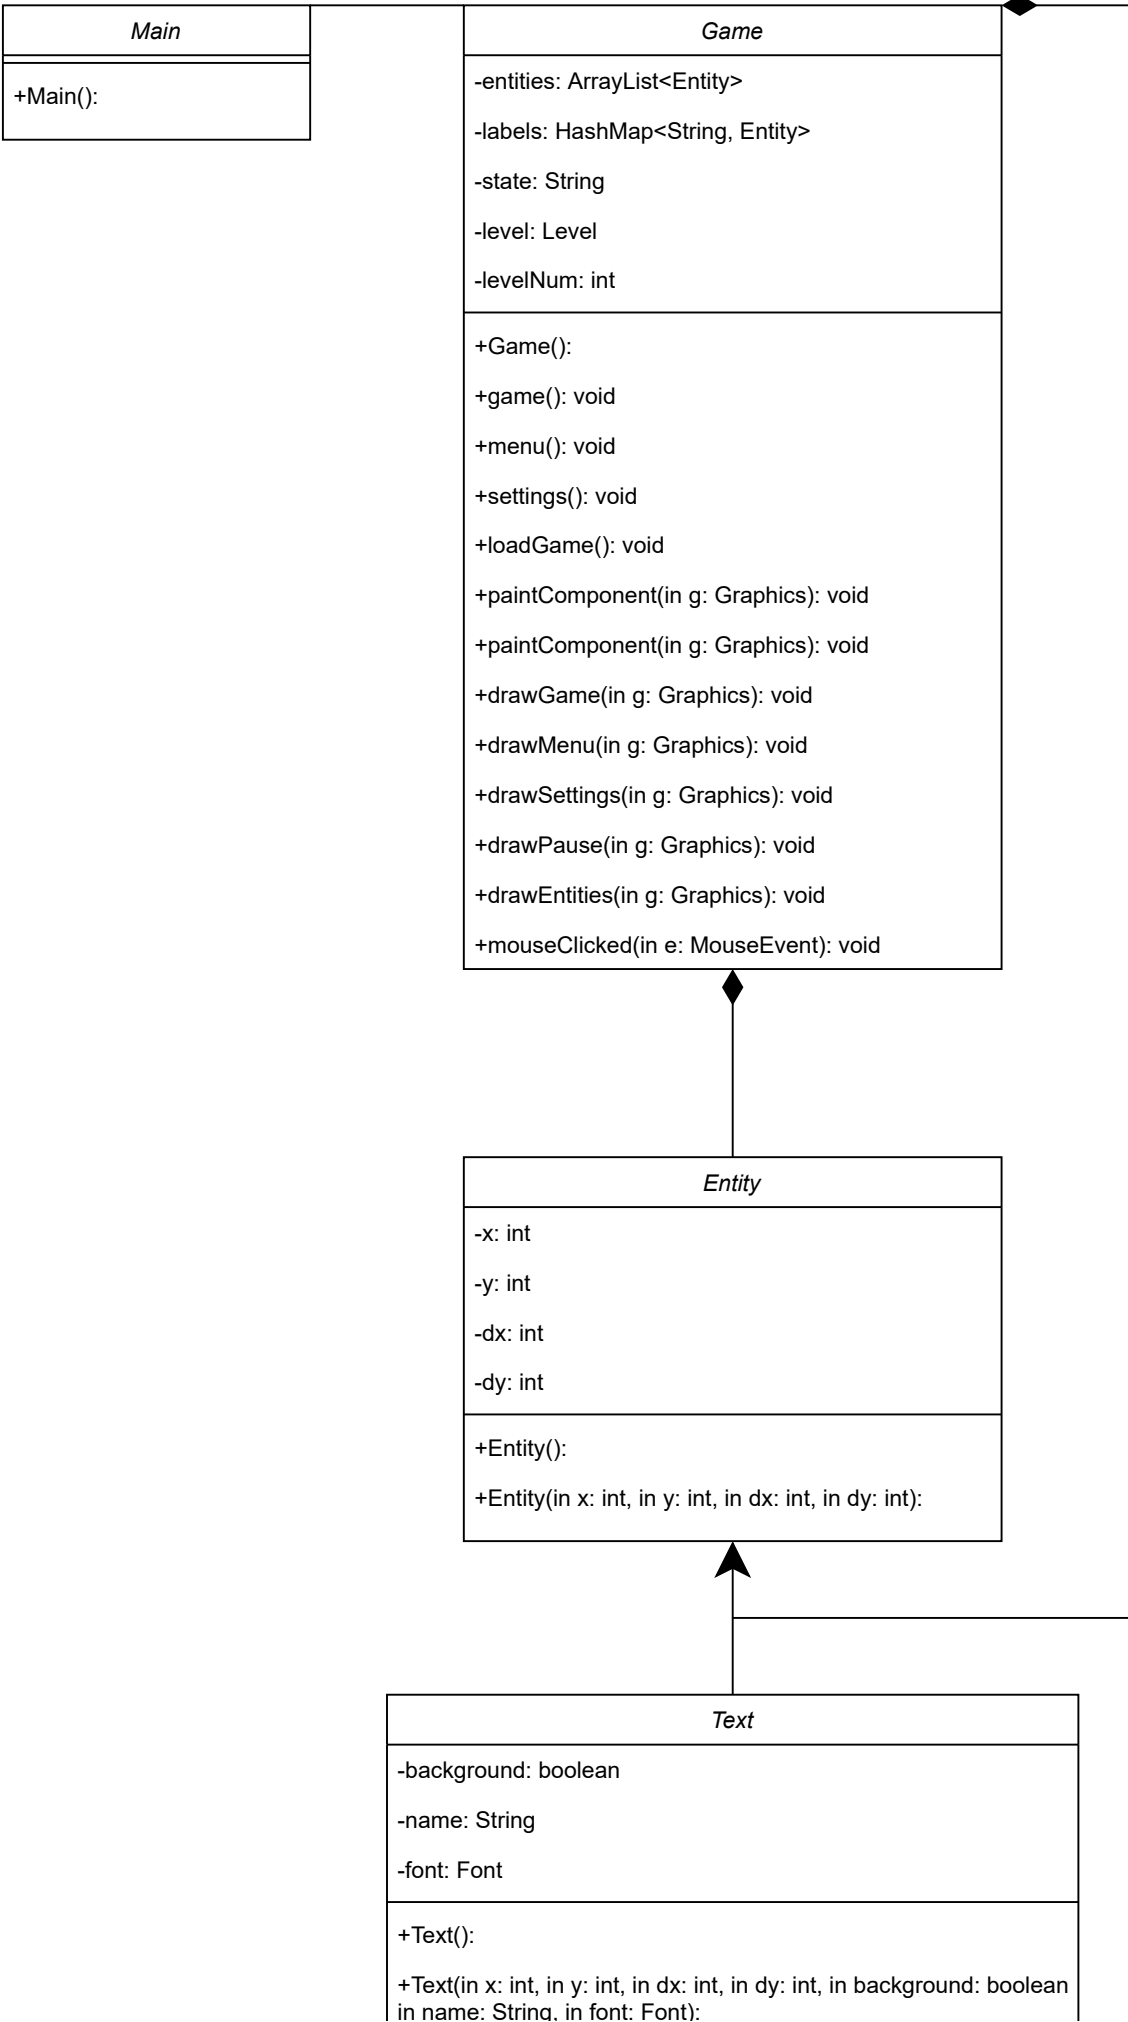 Main
+Main():
Game
-entities: ArrayList<Entity>
-labels: HashMap<String, Entity>
-state: String
-level: Level
-levelNum: int
+Game():
+game(): void
+menu(): void
+settings(): void
+loadGame(): void
+paintComponent(in g: Graphics): void
+paintComponent(in g: Graphics): void
+drawGame(in g: Graphics): void
+drawMenu(in g: Graphics): void
+drawSettings(in g: Graphics): void
+drawPause(in g: Graphics): void
+drawEntities(in g: Graphics): void
+mouseClicked(in e: MouseEvent): void
Entity
-x: int
-y: int
-dx: int
-dy: int
+Entity():
+Entity(in x: int, in y: int, in dx: int, in dy: int):
Text
-background: boolean
-name: String
-font: Font
+Text():
+Text(in x: int, in y: int, in dx: int, in dy: int, in background: boolean
in name: String, in font: Font):